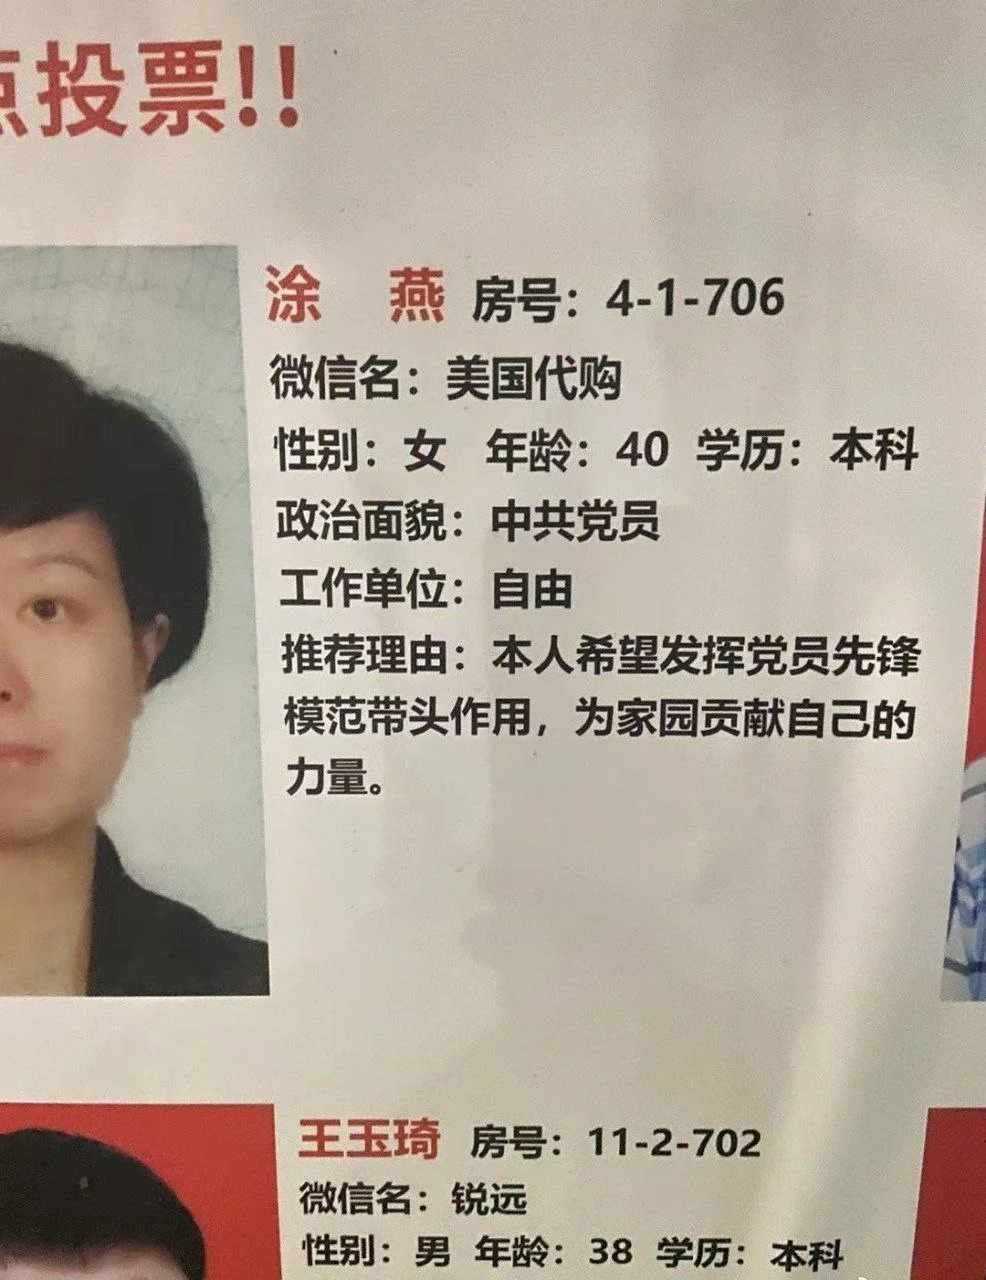 点投票!!
涂 燕 房号：4-1-706
微信名：美国代购
性别：女 年龄：40 学历：本科
政治面貌：中共党员
工作单位：自由
推荐理由：本人希望发挥党员先锋
模范带头作用，为家园贡献自己的
力量。
王玉琦 房号：11-2-702
微信名：锐远
性别：男 年龄：38 学历：本科